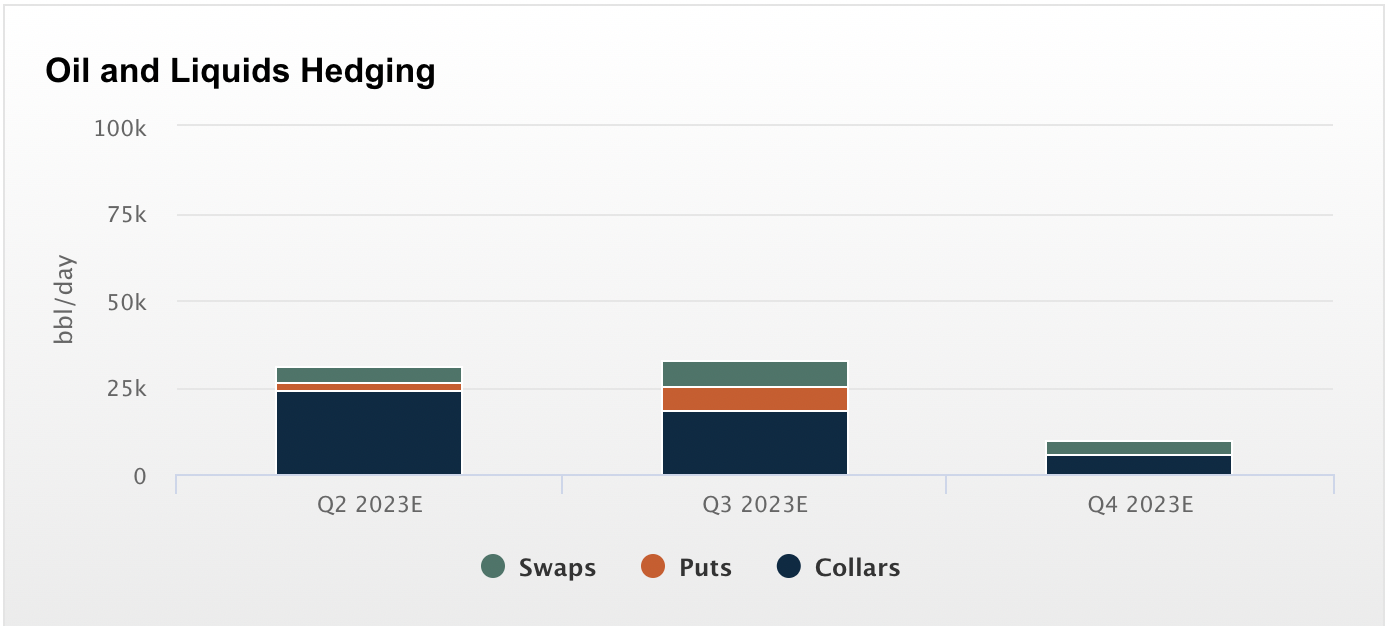 Oil and Liquids Hedging
100k
75k
50k
25k
0
bbl/day
Q2 2023E Q3 2023E Q4 2023E
Swaps Puts Collars